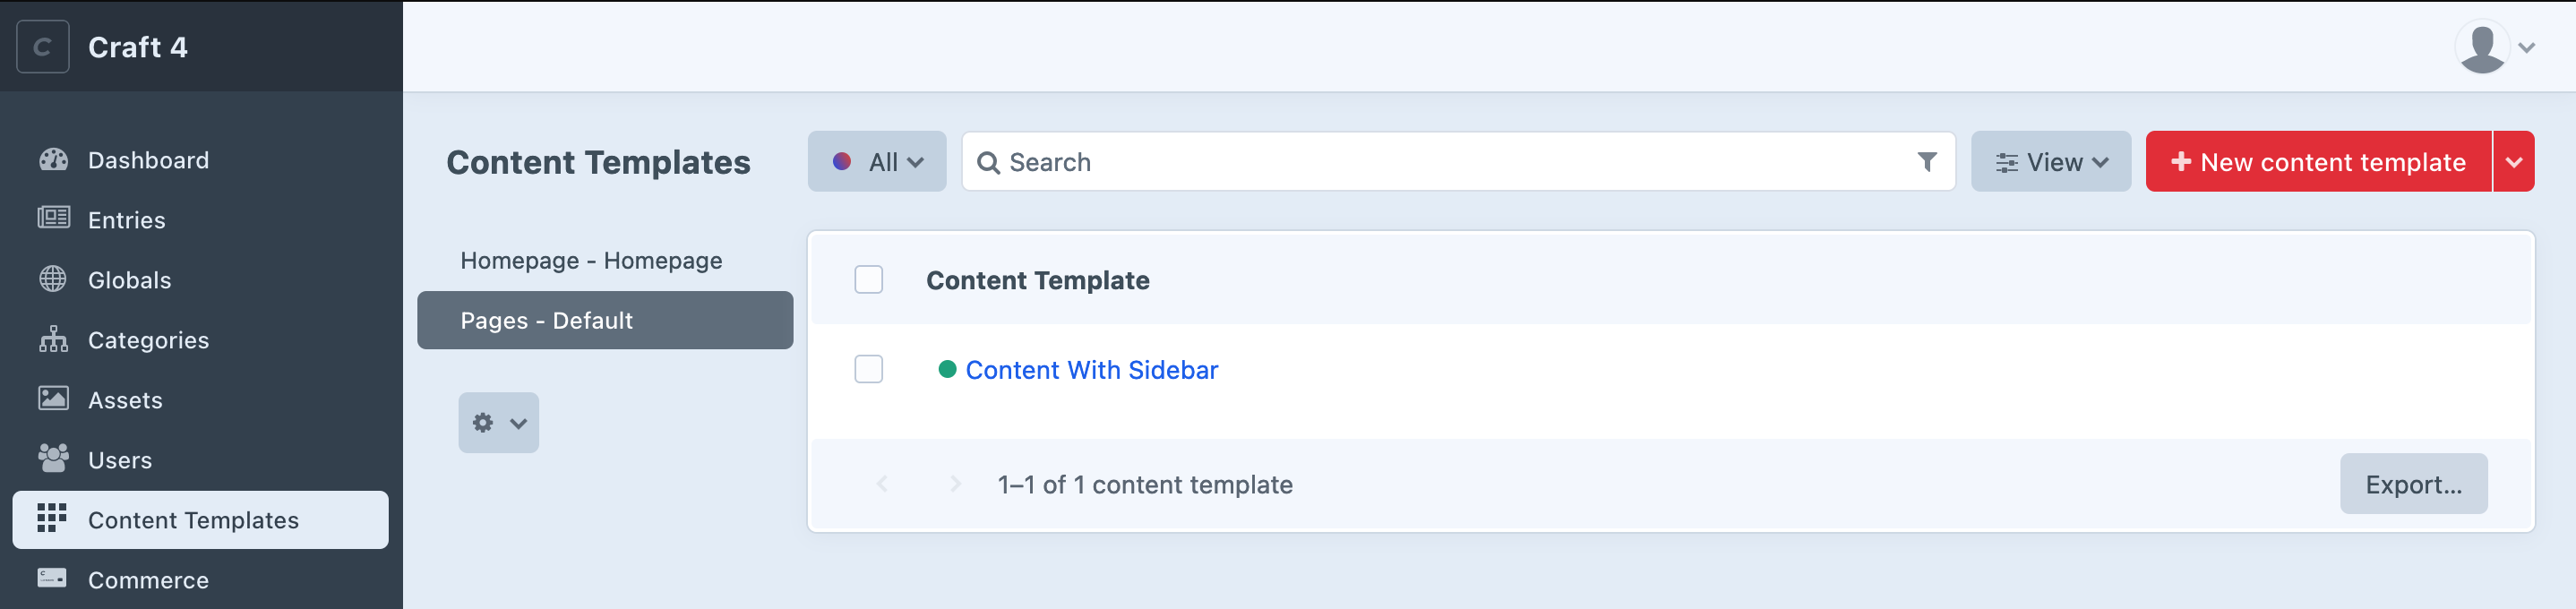 C Craft 4
Dashboard
Entries
Globals
Categories
Assets
Users
Content Templates
Commerce
Content Templates
All
Search
View
New content template
Homepage - Homepage
Pages - Default
Content Template
Content With Sidebar
1–1 of 1 content template
Export...